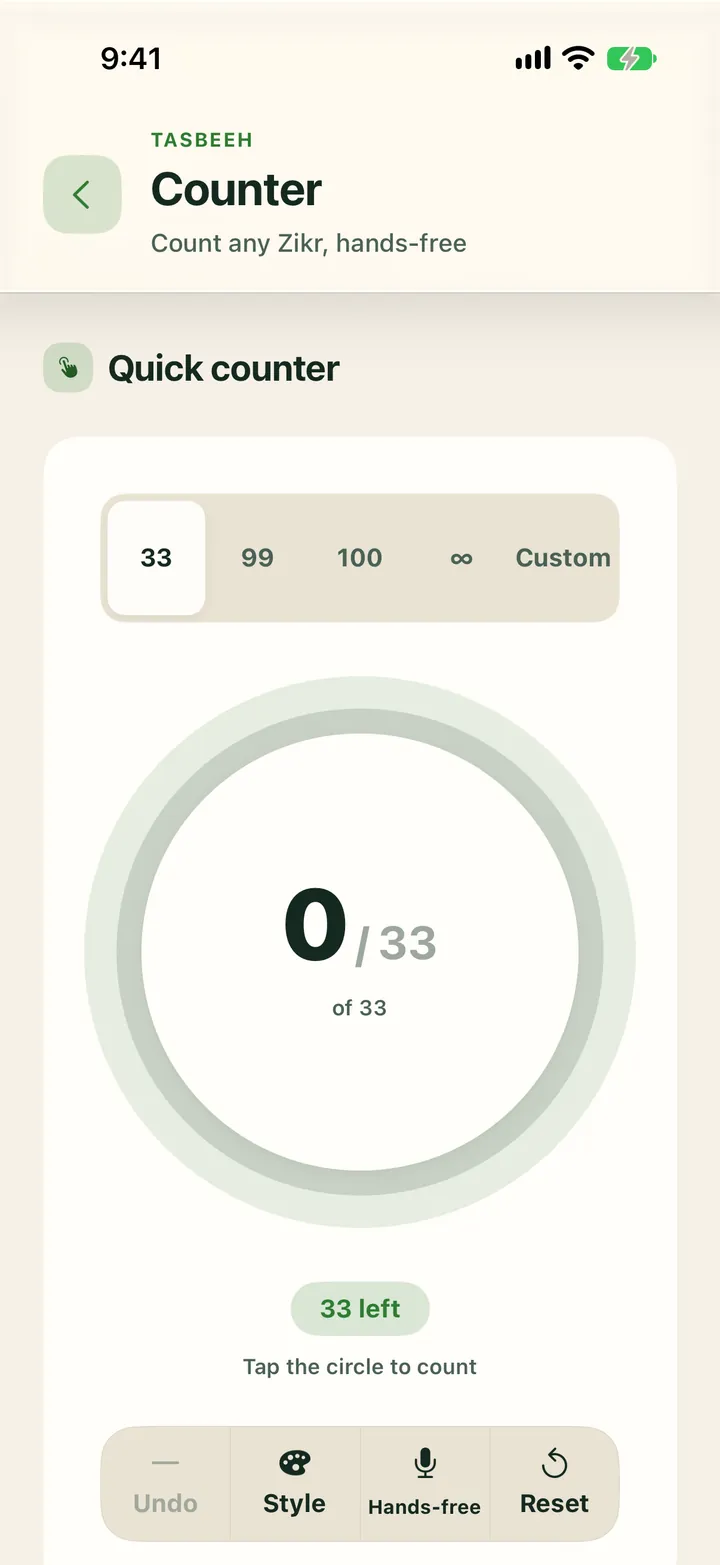 9:41
TASBEEH
Counter
Count any Zikr, hands-free
Quick counter
33 99 100 ∞ Custom
0 / 33
of 33
33 left
Tap the circle to count
Undo Style Hands-free Reset